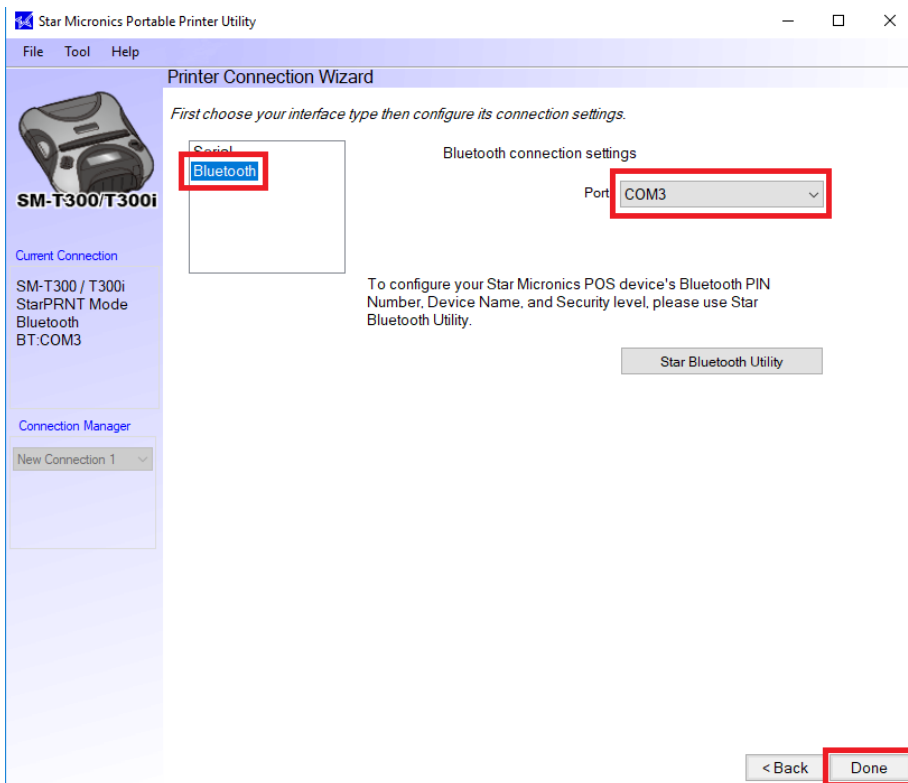 Star Micronics Portable Printer Utility
File Tool Help
Printer Connection Wizard
First choose your interface type then configure its connection settings.
Serial
Bluetooth
Bluetooth connection settings
Port
COM3
SM-T300/T300i
Current Connection
SM-T300 / T300i
StarPRNT Mode
Bluetooth
BT:COM3
To configure your Star Micronics POS device's Bluetooth PIN
Number, Device Name, and Security level, please use Star
Bluetooth Utility.
Star Bluetooth Utility
Connection Manager
New Connection 1
< Back
Done